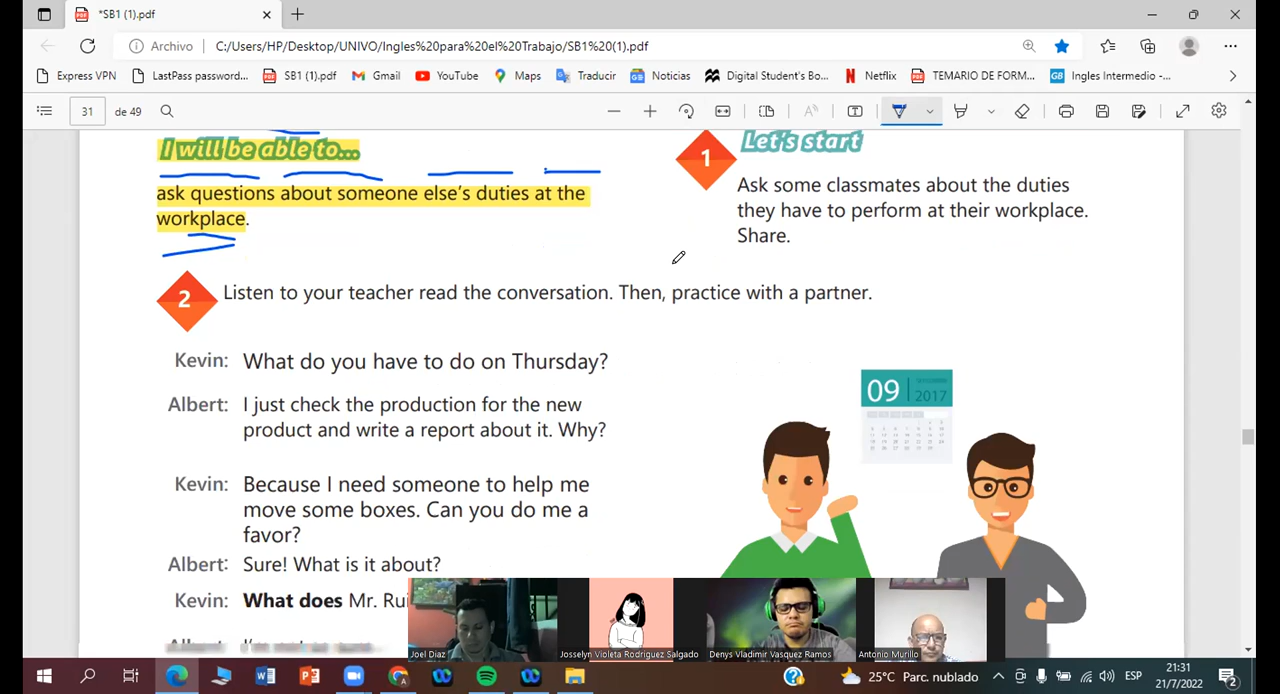 *SB1 (1).pdf
Archivo
C:/Users/HP/Desktop/UNIVO/Ingles%20para%20el%20Trabajo/SB1%20(1).pdf
Express VPN
LastPass password...
SB1 (1).pdf
Gmail
YouTube
Maps
Traducir
Noticias
Digital Student's Bo...
Netflix
TEMARIO DE FORM...
Ingles Intermedio -...
31
de 49
I will be able to...
ask questions about someone else's duties at the
workplace.
1
Let's start
Ask some classmates about the duties
they have to perform at their workplace.
Share.
2
Listen to your teacher read the conversation. Then, practice with a partner.
Kevin: What do you have to do on Thursday?
Albert: I just check the production for the new
product and write a report about it. Why?
Kevin: Because I need someone to help me
move some boxes. Can you do me a
favor?
Albert: Sure! What is it about?
Kevin: What does Mr. Rui
Albert: I'm not so sure
09
2017
Joel Diaz
Josselyn Violeta Rodriguez Salgado
Denys Vladimir Vasquez Ramos
Antonio Murillo
25°C Parc. nublado
ESP
21:31
21/7/2022
2